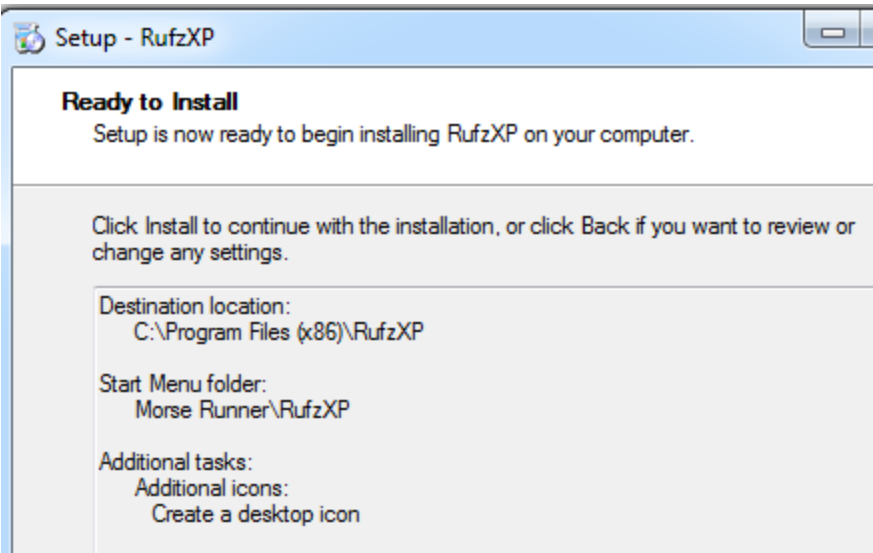 Setup - RufzXP
Ready to Install
Setup is now ready to begin installing RufzXP on your computer.
Click Install to continue with the installation, or click Back if you want to review or
change any settings.
Destination location:
C:\Program Files (x86)\RufzXP
Start Menu folder:
Morse Runner\RufzXP
Additional tasks:
Additional icons:
Create a desktop icon